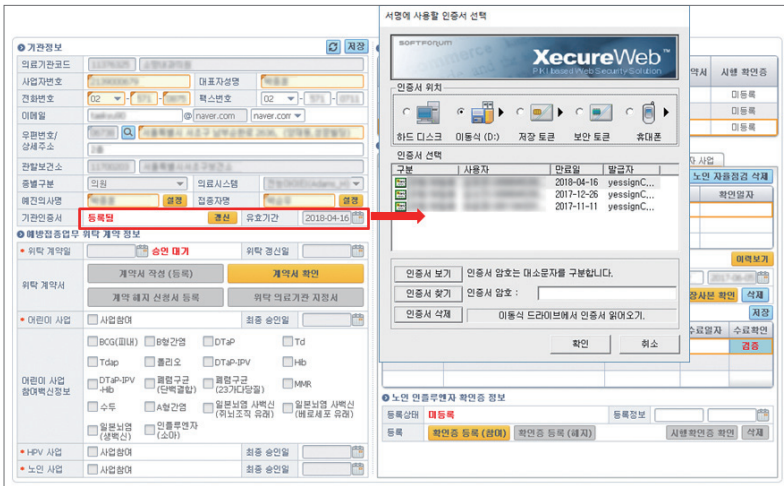 서명에 사용할 인증서 선택
SOFTFORUM
XecureWeb
PKI based Web Security Solution
인증서 위치
하드 디스크 이동식 (D:) 저장 토큰 보안 토큰 휴대폰
인증서 선택
구분 사용자 만료일 발급자
2018-04-16 yessignC...
2017-12-26 yessignC...
2017-11-11 yessignC...
인증서 보기 인증서 암호는 대소문자를 구분합니다.
인증서 찾기 인증서 암호 :
인증서 삭제 이동식 드라이브에서 인증서 읽어오기.
확인 취소
기관정보 저장
의료기관코드
사업자번호 대표자성명
전화번호 02 - - 팩스번호 02 - -
이메일 @ naver.com naver.com
우편번호/
상세주소
관할보건소
종별구분 의원 의료시스템
예진의사명 설정 접종자명 설정
기관인증서 등록됨 갱신 유효기간 2018-04-16
예방접종업무 위탁 계약 정보
위탁 계약일 승인 대기 위탁 갱신일
위탁 계약서 계약서 작성 (등록) 계약서 확인
계약 해지 신청서 등록 위탁 의료기관 지정서
어린이 사업 사업참여 최종 승인일
어린이 사업
참여백신정보
BCG(피내) B형간염 DTaP Td
Tdap 폴리오 DTaP-IPV Hib
DTaP-IPV
-Hib
폐렴구균
(단백결합)
폐렴구균
(23가다당질)
MMR
수두 A형간염
일본뇌염 사백신
(쥐뇌조직 유래)
일본뇌염 사백신
(베로세포 유래)
일본뇌염
(생백신)
인플루엔자
(소아)
HPV 사업 사업참여 최종 승인일
노인 사업 사업참여 최종 승인일
약서 시행 확인증
미등록
미등록
미등록
자 사업
노인 자율점검 삭제
확인일자
이력보기
장사본 확인 삭제
저장
수료일자 수료확인
검증
노인 인플루엔자 확인증 정보
등록상태 미등록 등록정보
등록 확인증 등록 (참여) 확인증 등록 (해지) 시행확인증 확인 삭제